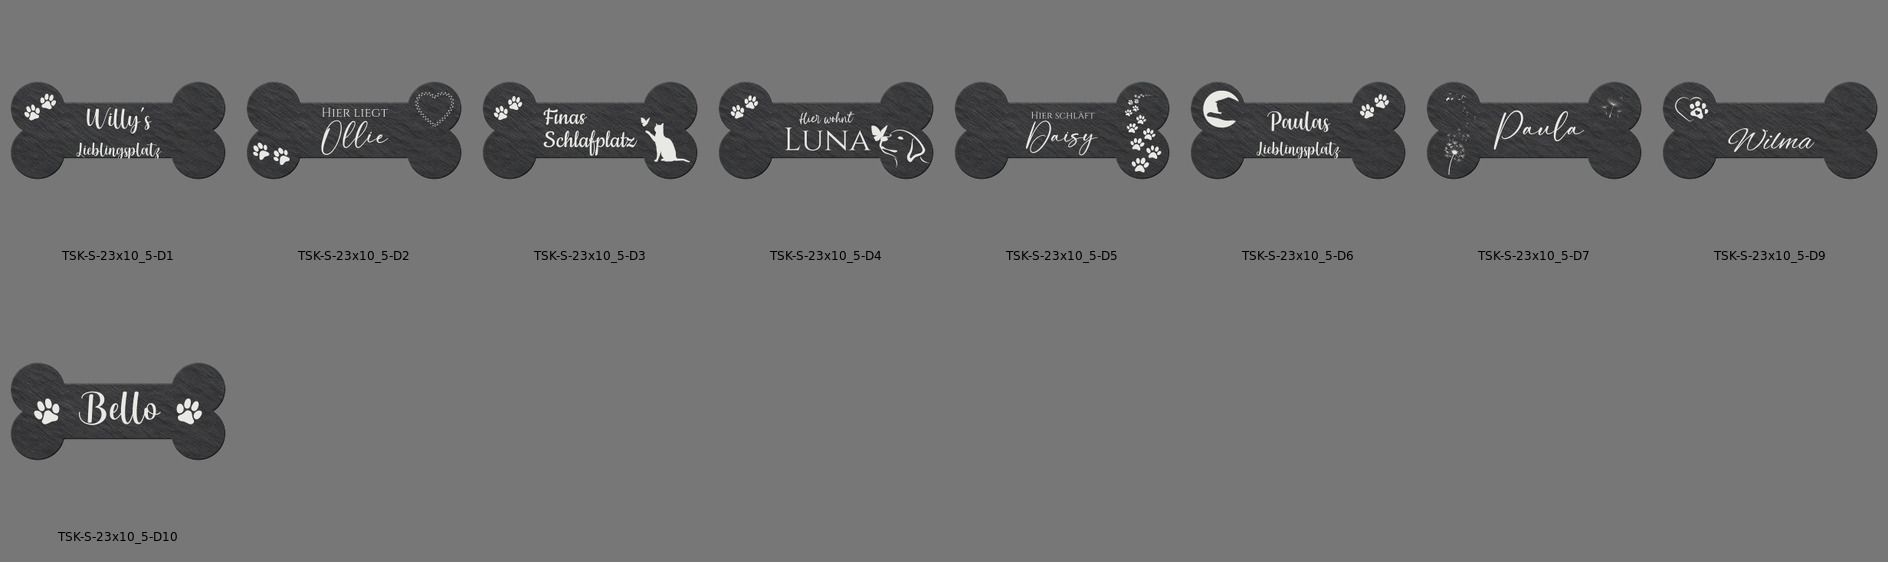 Willy's
Lieblingsplatz
TSK-S-23x10_5-D1
HIER LIEGT
Ollie
TSK-S-23x10_5-D2
Finas
Schlafplatz
TSK-S-23x10_5-D3
Hier wohnt
LUNA
TSK-S-23x10_5-D4
HIER SCHLÄFT
Daisy
TSK-S-23x10_5-D5
Paulas
Lieblingsplatz
TSK-S-23x10_5-D6
Paula
TSK-S-23x10_5-D7
Wilma
TSK-S-23x10_5-D9
Bello
TSK-S-23x10_5-D10